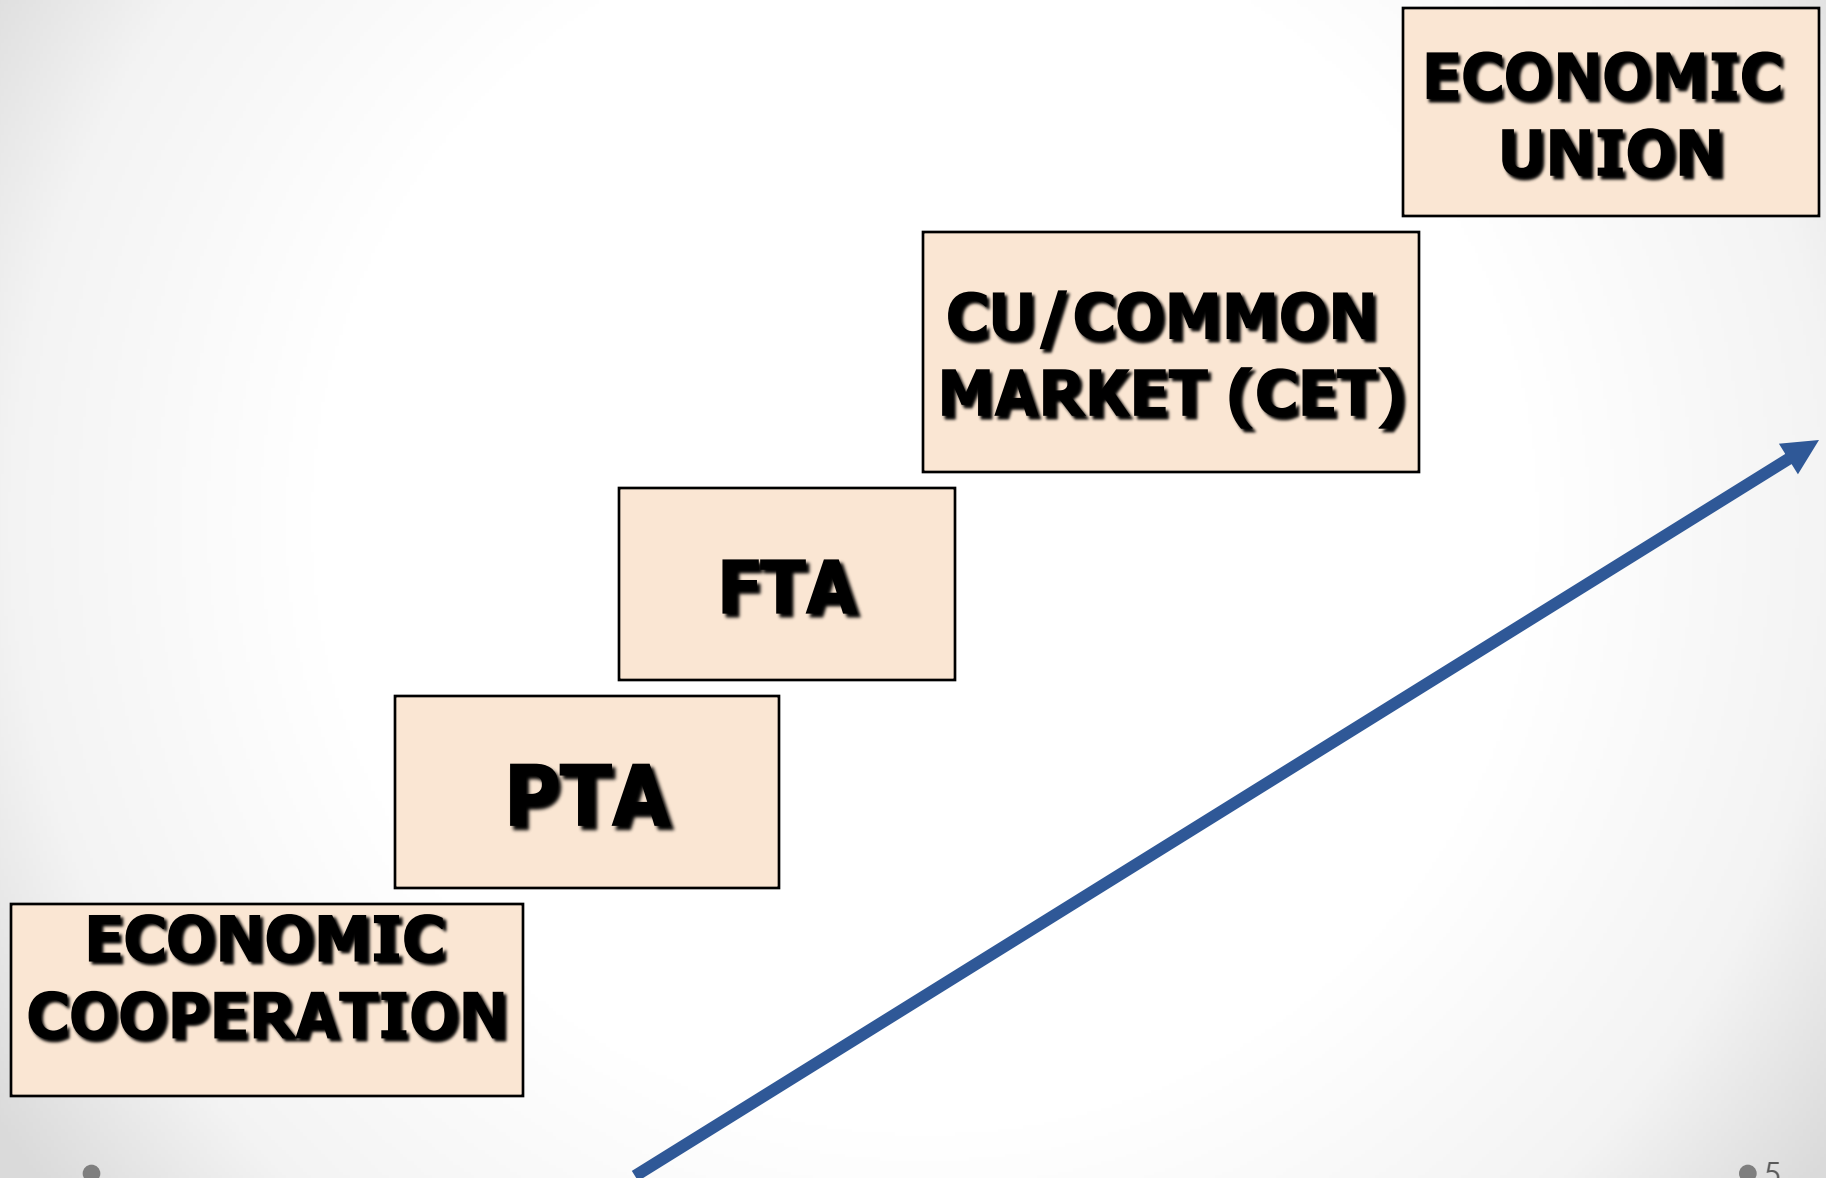 ECONOMIC
UNION
CU/COMMON
MARKET (CET)
FTA
PTA
ECONOMIC
COOPERATION
5